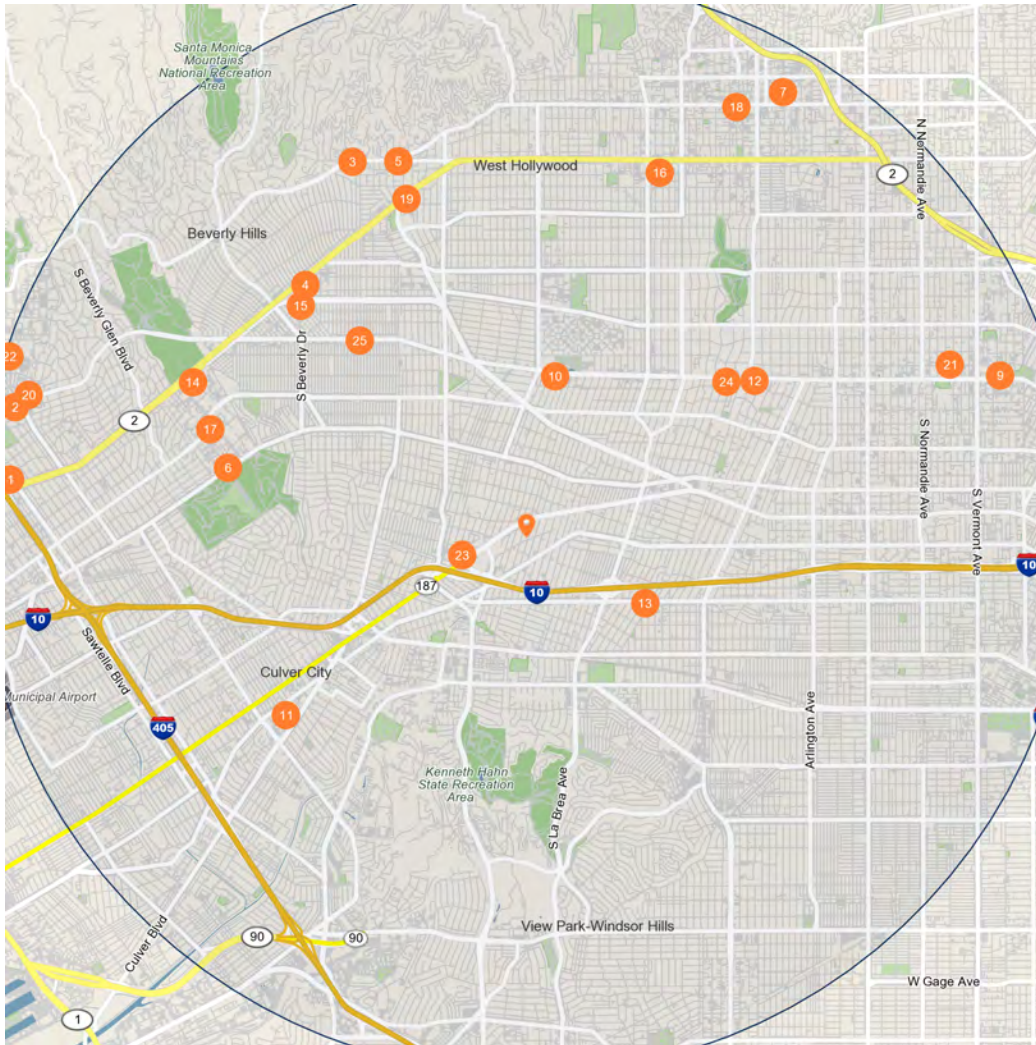 Santa Monica
Mountains
National Recreation
Area
7
18
N Normandie Ave
3
5
West Hollywood
16
2
19
Beverly Hills
S Beverly Glen Blvd
4
15
S Beverly Dr
25
22
21
20
14
10
24
12
9
2
2
17
S Normandie Ave
6
1
S Vermont Ave
23
187
10
10
10
13
Sawtelle Blvd
Culver City
Municipal Airport
11
405
Arlington Ave
Kenneth Hahn
State Recreation
Area
S La Brea Ave
View Park-Windsor Hills
90
90
Culver Blvd
W Gage Ave
1